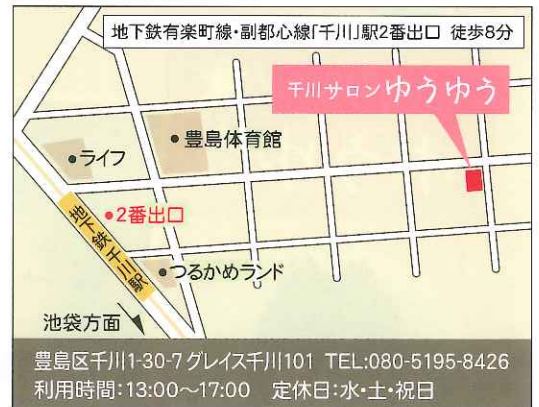 地下鉄有楽町線・副都心線「千川」駅2番出口 徒歩8分
千川サロンゆうゆう
●豊島体育館
●ライフ
●2番出口
地下鉄千川駅
●つるかめランド
池袋方面
豊島区千川1-30-7 グレイス千川101 TEL:080-5195-8426
利用時間:13:00〜17:00 定休日:水・土・祝日